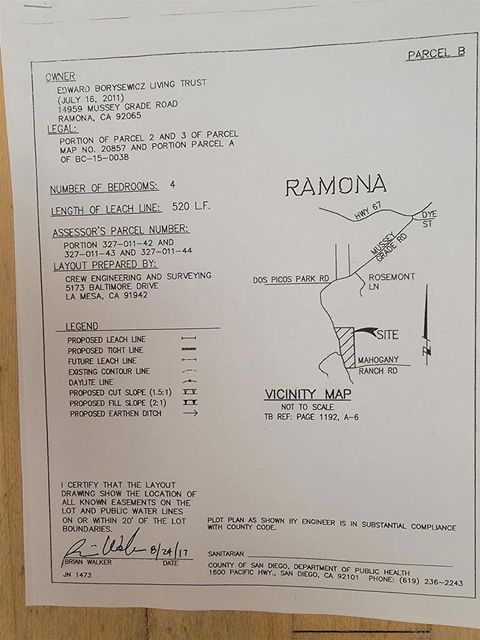 PARCEL B
OWNER
EDWARD BORYSEWICZ LIVING TRUST
(JULY 16, 2011)
14959 MUSSEY GRADE ROAD
RAMONA, CA 92065
LEGAL:
PORTION OF PARCEL 2 AND 3 OF PARCEL
MAP NO. 20857 AND PORTION PARCEL A
OF BC-15-0038
NUMBER OF BEDROOMS: 4
LENGTH OF LEACH LINE: 520 L.F.
ASSESSOR'S PARCEL NUMBER:
PORTION 327-011-42 AND
327-011-43 AND 327-011-44
LAYOUT PREPARED BY:
CREW ENGINEERING AND SURVEYING
5173 BALTIMORE DRIVE
LA MESA, CA 91942
LEGEND
PROPOSED LEACH LINE
PROPOSED TIGHT LINE
FUTURE LEACH LINE
EXISTING CONTOUR LINE
DAYLITE LINE
PROPOSED CUT SLOPE (1.5:1)
PROPOSED FILL SLOPE (2:1)
PROPOSED EARTHEN DITCH
RAMONA
HWY 67
DYE
ST
MUSSEY
GRADE RD
DOS PICOS PARK RD
ROSEMONT
LN
SITE
MAHOGANY
RANCH RD
N
VICINITY MAP
NOT TO SCALE
TB REF: PAGE 1192, A-6
I CERTIFY THAT THE LAYOUT
DRAWING SHOW THE LOCATION OF
ALL KNOWN EASEMENTS ON THE
LOT AND PUBLIC WATER LINES
ON OR WITHIN 20' OF THE LOT
BOUNDARIES.
Brian Walker 8/24/17
BRIAN WALKER DATE
JN 1473
PLOT PLAN AS SHOWN BY ENGINEER IS IN SUBSTANTIAL COMPLIANCE
WITH COUNTY CODE.
SANITARIAN
COUNTY OF SAN DIEGO, DEPARTMENT OF PUBLIC HEALTH
1600 PACIFIC HWY., SAN DIEGO, CA 92101 PHONE: (619) 236-2243